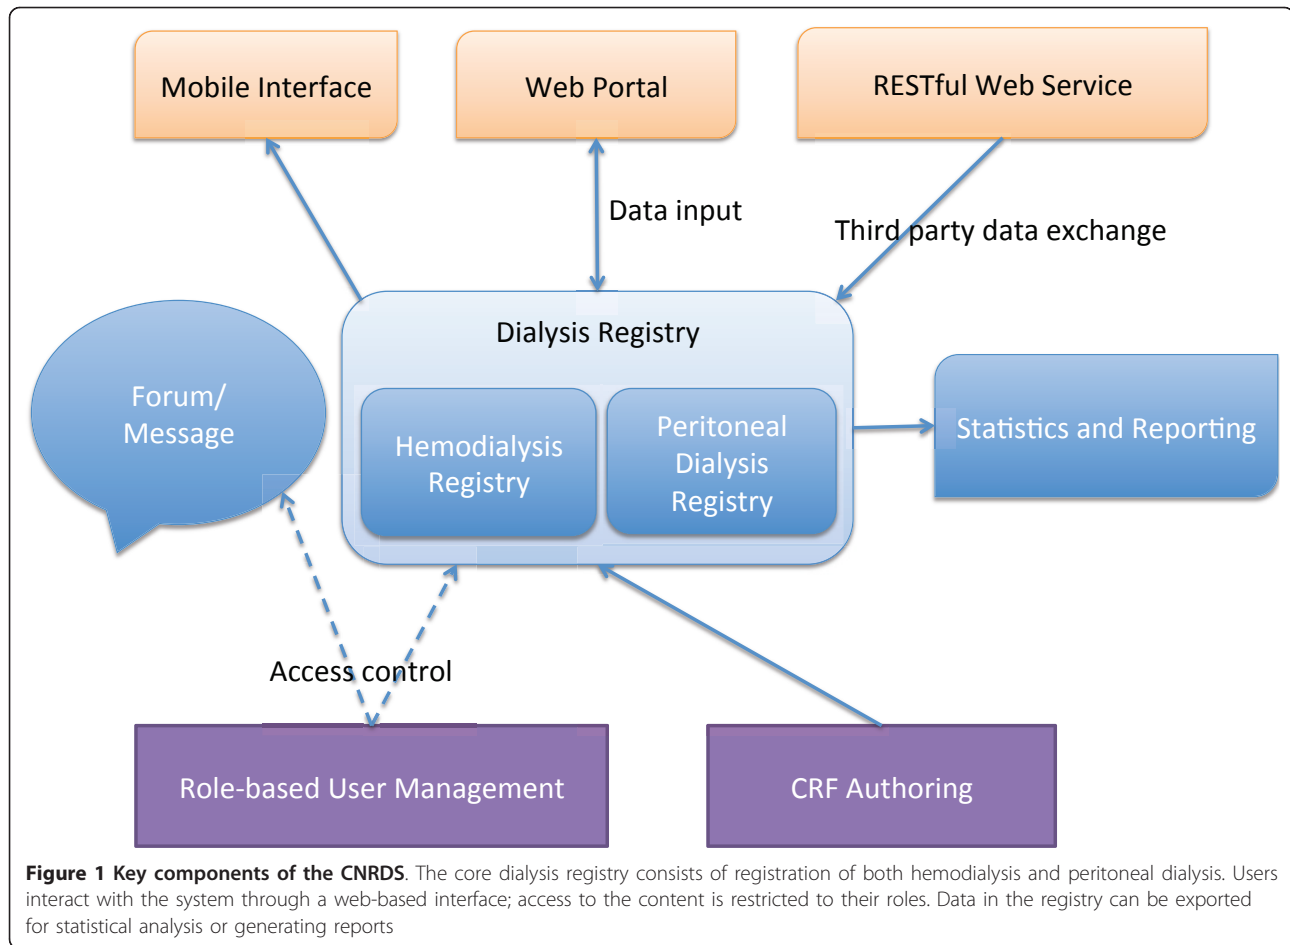 Mobile Interface
Web Portal
RESTful Web Service
Data input
Third party data exchange
Dialysis Registry
Forum/
Message
Hemodialysis
Registry
Peritoneal
Dialysis
Registry
Statistics and Reporting
Access control
Role-based User Management
CRF Authoring
Figure 1 Key components of the CNRDS. The core dialysis registry consists of registration of both hemodialysis and peritoneal dialysis. Users
interact with the system through a web-based interface; access to the content is restricted to their roles. Data in the registry can be exported
for statistical analysis or generating reports